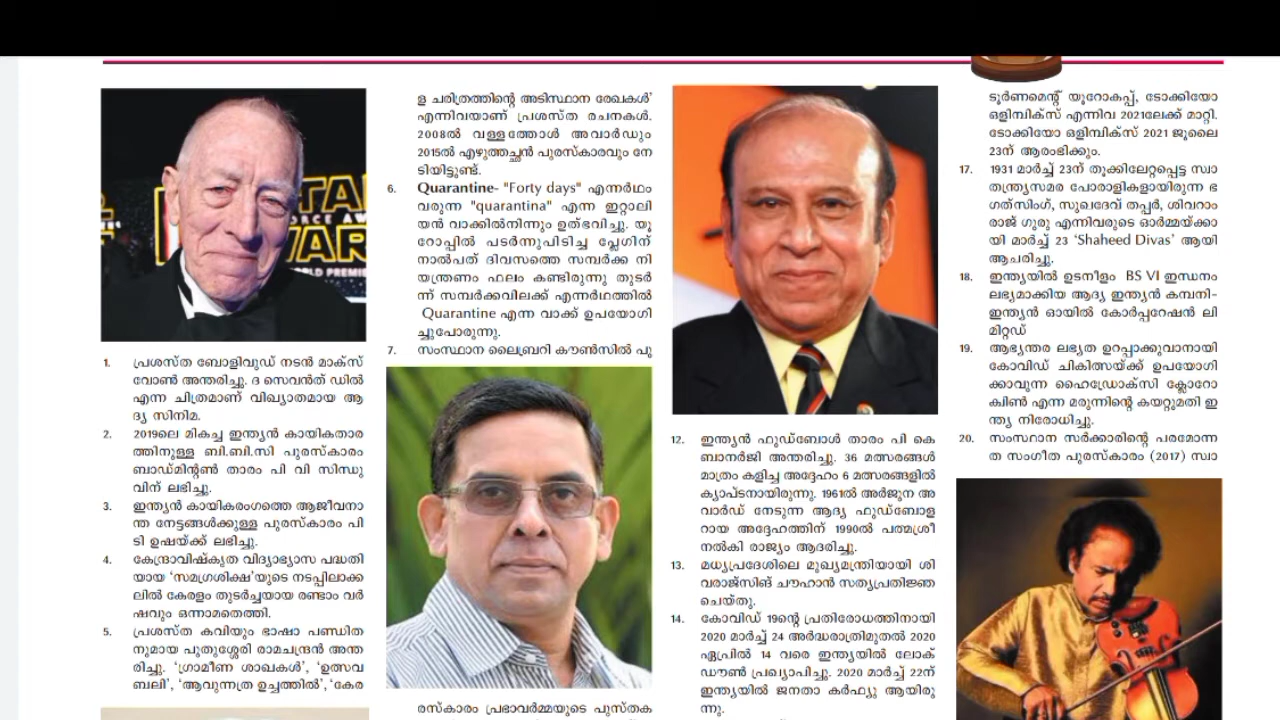 STAR
FORCE AWA
WAR
WORLD PREMIE
1. പ്രശസ്ത ബോളിവുഡ് നടൻ മാക്സ്
വോൺ അന്തരിച്ചു. ദ സെവൻത് ഡിൽ
എന്ന ചിത്രമാണ് വിഖ്യാതമായ ആ
ദ്യ സിനിമ.
2. 2019ലെ മികച്ച ഇന്ത്യൻ കായികതാര
ത്തിനുള്ള ബി.ബി.സി പുരസ്കാരം
ബാഡ്മിന്റൺ താരം പി വി സിന്ധു
വിന് ലഭിച്ചു.
3. ഇന്ത്യൻ കായികരംഗത്തെ ആജീവനാ
ന്ത നേട്ടങ്ങൾക്കുള്ള പുരസ്കാരം പി
ടി ഉഷയ്ക്ക് ലഭിച്ചു.
4. കേന്ദ്രാവിഷ്കൃത വിദ്യാഭ്യാസ പദ്ധതി
യായ ‘സമഗ്രശിക്ഷ’യുടെ നടപ്പിലാക്ക
ലിൽ കേരളം തുടർച്ചയായ രണ്ടാം വർ
ഷവും ഒന്നാമതെത്തി.
5. പ്രശസ്ത കവിയും ഭാഷാ പണ്ഡിത
നുമായ പുതുശ്ശേരി രാമചന്ദ്രൻ അന്ത
രിച്ചു. ‘ഗ്രാമീണ ശാഖകൾ’, ‘ഉത്സവ
ബലി’, ‘ആവുന്നത്ര ഉച്ചത്തിൽ’, ‘കേര
ള ചരിത്രത്തിന്റെ അടിസ്ഥാന രേഖകൾ’
എന്നിവയാണ് പ്രശസ്ത രചനകൾ.
2008ൽ വള്ളത്തോൾ അവാർഡും
2015ൽ എഴുത്തച്ഛൻ പുരസ്കാരവും നേ
ടിയിട്ടുണ്ട്.
6. Quarantine- "Forty days" എന്നർഥം
വരുന്ന "quarantina" എന്ന ഇറ്റാലി
യൻ വാക്കിൽനിന്നും ഉത്ഭവിച്ചു. യൂ
റോപ്പിൽ പടർന്നുപിടിച്ച പ്ലേഗിന്
നാൽപത് ദിവസത്തെ സമ്പർക്ക നി
യന്ത്രണം ഫലം കണ്ടിരുന്നു തുടർ
ന്ന് സമ്പർക്കവിലക്ക് എന്നർഥത്തിൽ
Quarantine എന്ന വാക്ക് ഉപയോഗി
ച്ചുപോരുന്നു.
7. സംസ്ഥാന ലൈബ്രറി കൗൺസിൽ പു
രസ്കാരം പ്രഭാവർമ്മയുടെ പുസ്തക
12. ഇന്ത്യൻ ഫുഡ്ബോൾ താരം പി കെ
ബാനർജി അന്തരിച്ചു. 36 മത്സരങ്ങൾ
മാത്രം കളിച്ച അദ്ദേഹം 6 മത്സരങ്ങളിൽ
ക്യാപ്ടനായിരുന്നു. 1961ൽ അർജുന അ
വാർഡ് നേടുന്ന ആദ്യ ഫുഡ്ബോള
റായ അദ്ദേഹത്തിന് 1990ൽ പത്മശ്രീ
നൽകി രാജ്യം ആദരിച്ചു.
13. മധ്യപ്രദേശിലെ മുഖ്യമന്ത്രിയായി ശി
വരാജ്സിങ് ചൗഹാൻ സത്യപ്രതിജ്ഞ
ചെയ്തു.
14. കോവിഡ് 19ന്റെ പ്രതിരോധത്തിനായി
2020 മാർച്ച് 24 അർദ്ധരാത്രിമുതൽ 2020
ഏപ്രിൽ 14 വരെ ഇന്ത്യയിൽ ലോക്
ഡൗൺ പ്രഖ്യാപിച്ചു. 2020 മാർച്ച് 22ന്
ഇന്ത്യയിൽ ജനതാ കർഫ്യു ആയിരു
ന്നു.
ടൂർണമെന്റ് യൂറോകപ്പ്, ടോക്കിയോ
ഒളിമ്പിക്സ് എന്നിവ 2021ലേക്ക് മാറ്റി.
ടോക്കിയോ ഒളിമ്പിക്സ് 2021 ജൂലൈ
23ന് ആരംഭിക്കും.
17. 1931 മാർച്ച് 23ന് തൂക്കിലേറ്റപ്പെട്ട സ്വാ
തന്ത്ര്യസമര പോരാളികളായിരുന്ന ഭ
ഗത്സിംഗ്, സുഖദേവ് തപ്പർ, ശിവറാം
രാജ് ഗുരു എന്നിവരുടെ ഓർമ്മയ്ക്കാ
യി മാർച്ച് 23 ‘Shaheed Divas’ ആയി
ആചരിച്ചു.
18. ഇന്ത്യയിൽ ഉടനീളം BS VI ഇന്ധനം
ലഭ്യമാക്കിയ ആദ്യ ഇന്ത്യൻ കമ്പനി-
ഇന്ത്യൻ ഓയിൽ കോർപ്പറേഷൻ ലി
മിറ്റഡ്
19. ആഭ്യന്തര ലഭ്യത ഉറപ്പാക്കുവാനായി
കോവിഡ് ചികിത്സയ്ക്ക് ഉപയോഗി
ക്കാവുന്ന ഹൈഡ്രോക്സി ക്ലോറോ
ക്വിൺ എന്ന മരുന്നിന്റെ കയറ്റുമതി ഇ
ന്ത്യ നിരോധിച്ചു.
20. സംസ്ഥാന സർക്കാരിന്റെ പരമോന്ന
ത സംഗീത പുരസ്കാരം (2017) സ്വാ